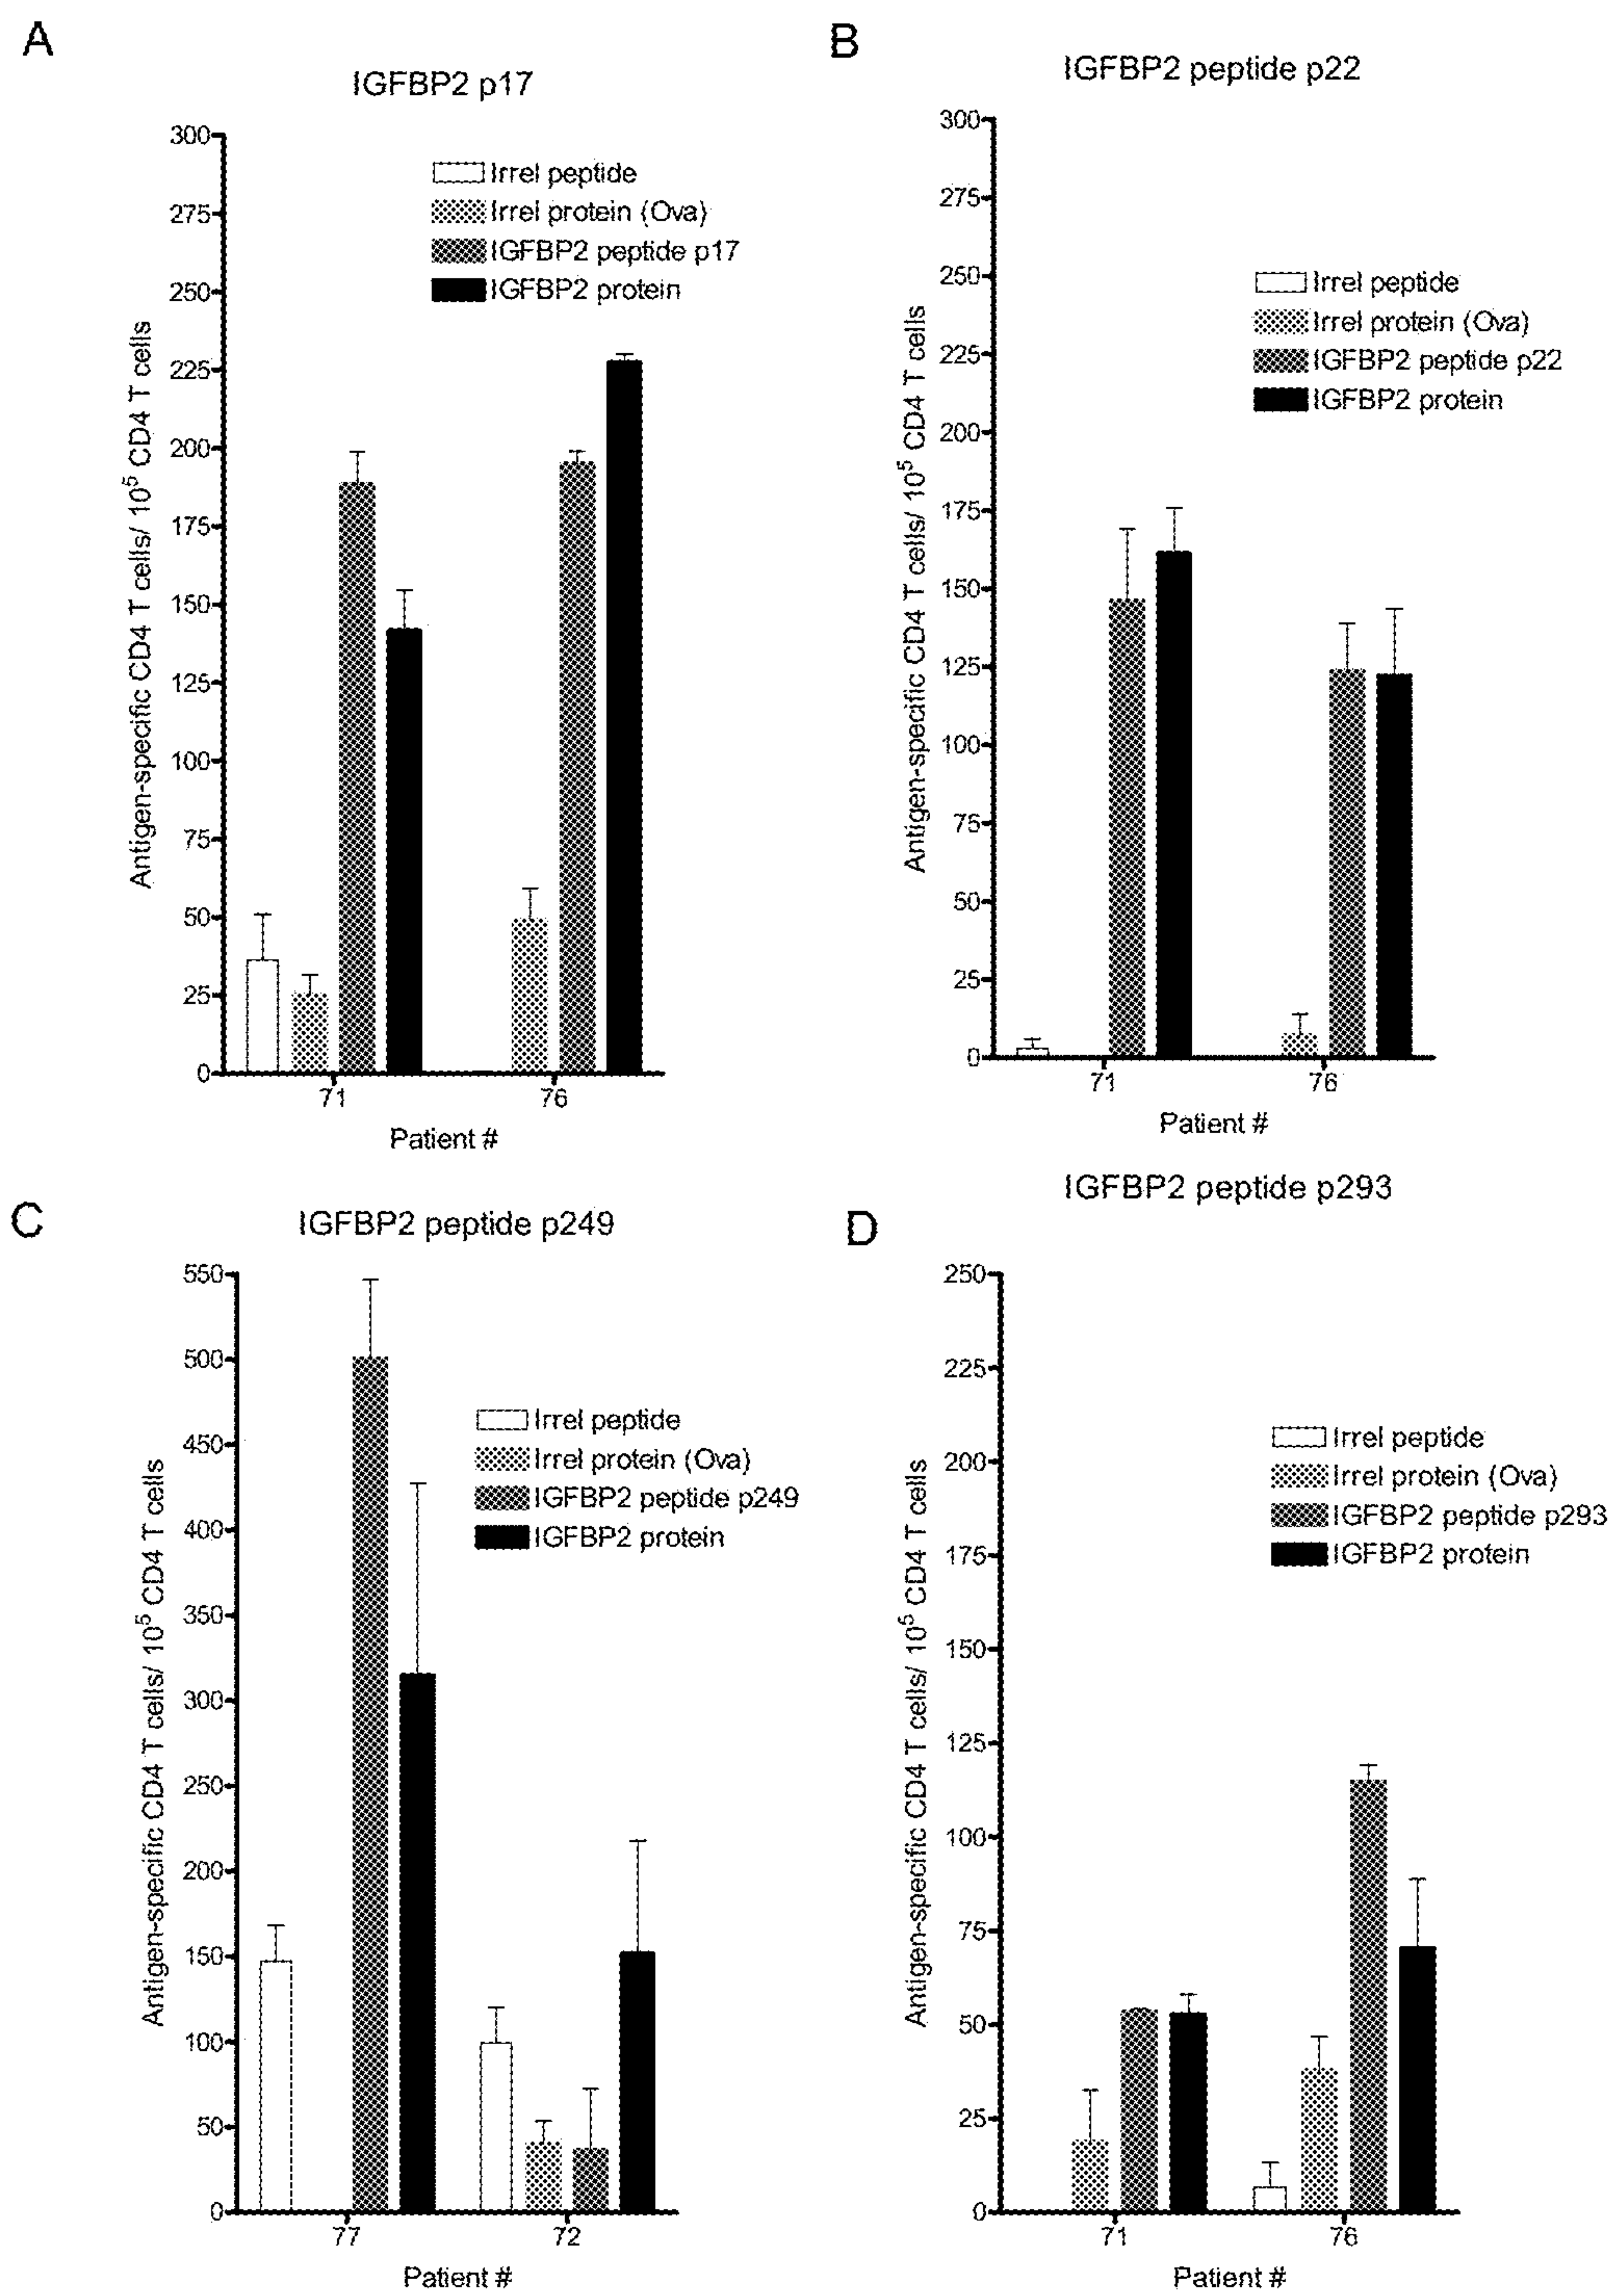 A
IGFBP2 p17
300
275
250
225
200
175
150
125
100
75
50
25
0
Antigen-specific CD4 T cells/ 10⁵ CD4 T cells
Irrel peptide
Irrel protein (Ova)
IGFBP2 peptide p17
IGFBP2 protein
71
76
Patient #
B
IGFBP2 peptide p22
300
275
250
225
200
175
150
125
100
75
50
25
0
Antigen-specific CD4 T cells/ 10⁵ CD4 T cells
Irrel peptide
Irrel protein (Ova)
IGFBP2 peptide p22
IGFBP2 protein
71
76
Patient #
C
IGFBP2 peptide p249
550
500
450
400
350
300
250
200
150
100
50
0
Antigen-specific CD4 T cells/ 10⁵ CD4 T cells
Irrel peptide
Irrel protein (Ova)
IGFBP2 peptide p249
IGFBP2 protein
77
72
Patient #
D
IGFBP2 peptide p293
250
225
200
175
150
125
100
75
50
25
0
Antigen-specific CD4 T cells/ 10⁵ CD4 T cells
Irrel peptide
Irrel protein (Ova)
IGFBP2 peptide p293
IGFBP2 protein
71
76
Patient #